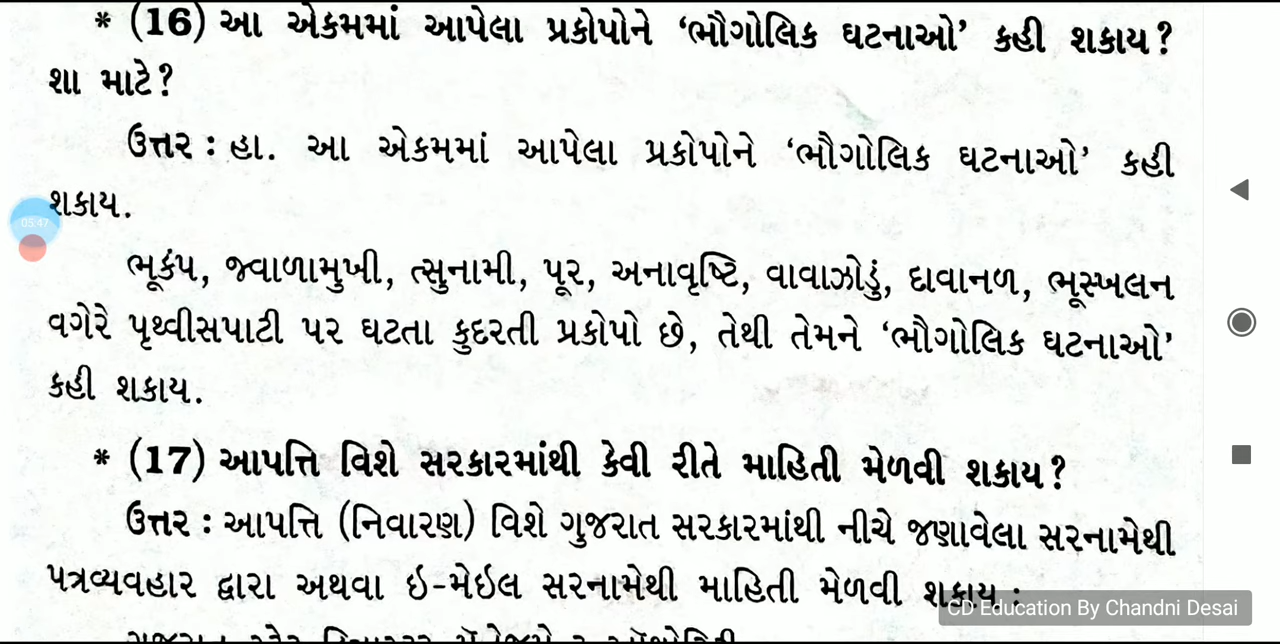 * (16) આ એકમમાં આપેલા પ્રકોપોને ‘ભૌગોલિક ઘટનાઓ’ કહી શકાય?
શા માટે?
ઉત્તર : હા. આ એકમમાં આપેલા પ્રકોપોને ‘ભૌગોલિક ઘટનાઓ’ કહી
શકાય.
05:47
ભૂકંપ, જ્વાળામુખી, ત્સુનામી, પૂર, અનાવૃષ્ટિ, વાવાઝોડું, દાવાનળ, ભૂસ્ખલન
વગેરે પૃથ્વીસપાટી પર ઘટતા કુદરતી પ્રકોપો છે, તેથી તેમને ‘ભૌગોલિક ઘટનાઓ’
કહી શકાય.
* (17) આપત્તિ વિશે સરકારમાંથી કેવી રીતે માહિતી મેળવી શકાય?
ઉત્તર : આપત્તિ (નિવારણ) વિશે ગુજરાત સરકારમાંથી નીચે જણાવેલા સરનામેથી
પત્રવ્યવહાર દ્વારા અથવા ઇ-મેઇલ સરનામેથી માહિતી મેળવી શકાય :
CD Education By Chandni Desai